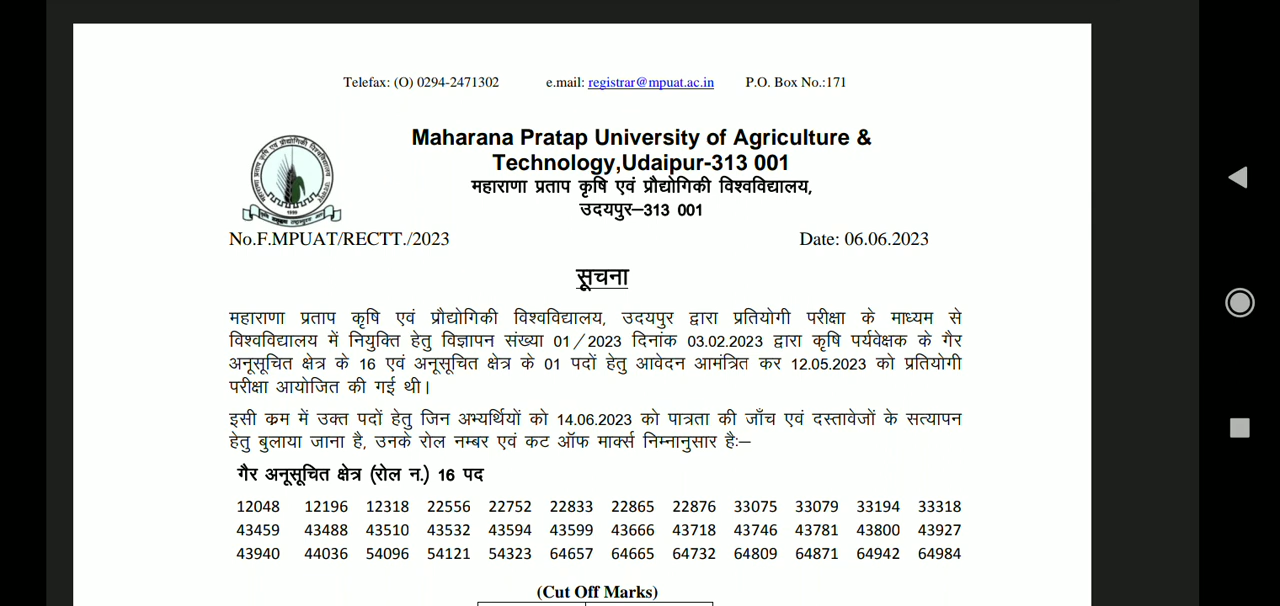 Telefax: (O) 0294-2471302 e.mail: registrar@mpuat.ac.in P.O. Box No.:171
Maharana Pratap University of Agriculture &
Technology,Udaipur-313 001
महाराणा प्रताप कृषि एवं प्रौद्योगिकी विश्वविद्यालय,
उदयपुर–313 001
No.F.MPUAT/RECTT./2023 Date: 06.06.2023
सूचना
महाराणा प्रताप कृषि एवं प्रौद्योगिकी विश्वविद्यालय, उदयपुर द्वारा प्रतियोगी परीक्षा के माध्यम से
विश्वविद्यालय में नियुक्ति हेतु विज्ञापन संख्या 01/2023 दिनांक 03.02.2023 द्वारा कृषि पर्यवेक्षक के गैर
अनूसूचित क्षेत्र के 16 एवं अनूसूचित क्षेत्र के 01 पदों हेतु आवेदन आमंत्रित कर 12.05.2023 को प्रतियोगी
परीक्षा आयोजित की गई थी।
इसी क्रम में उक्त पदों हेतु जिन अभ्यर्थियों को 14.06.2023 को पात्रता की जाँच एवं दस्तावेजों के सत्यापन
हेतु बुलाया जाना है, उनके रोल नम्बर एवं कट ऑफ मार्क्स निम्नानुसार है:–
गैर अनूसूचित क्षेत्र (रोल न.) 16 पद
12048 12196 12318 22556 22752 22833 22865 22876 33075 33079 33194 33318
43459 43488 43510 43532 43594 43599 43666 43718 43746 43781 43800 43927
43940 44036 54096 54121 54323 64657 64665 64732 64809 64871 64942 64984
(Cut Off Marks)